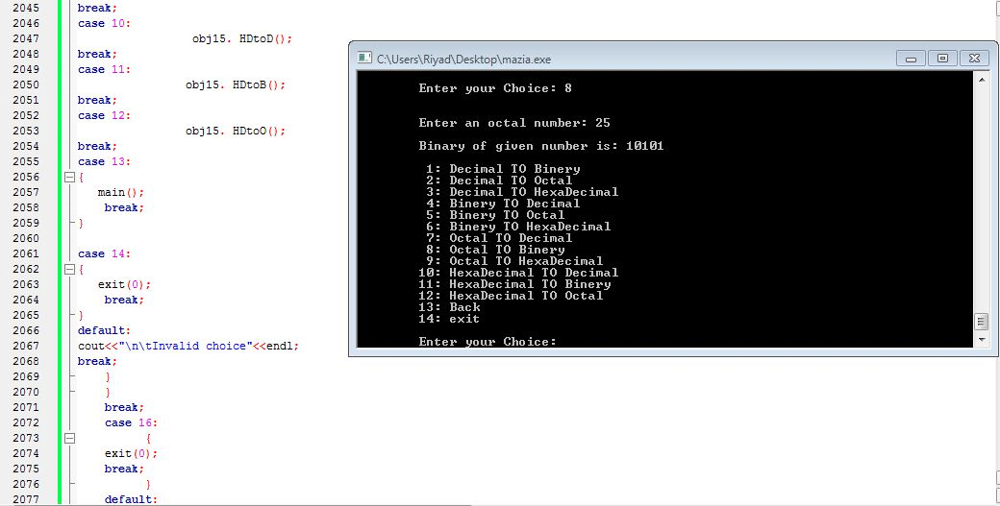 2045 break;
2046 case 10:
2047 obj15. HDtoD();
2048 break;
2049 case 11:
2050 obj15. HDtoB();
2051 break;
2052 case 12:
2053 obj15. HDtoO();
2054 break;
2055 case 13:
2056 {
2057 main();
2058 break;
2059 }
2060
2061 case 14:
2062 {
2063 exit(0);
2064 break;
2065 }
2066 default:
2067 cout<<"\n\tInvalid choice"<<endl;
2068 break;
2069 }
2070 }
2071 break;
2072 case 16:
2073 {
2074 exit(0);
2075 break;
2076 }
2077 default:
C:\Users\Riyad\Desktop\mazia.exe
Enter your Choice: 8
Enter an octal number: 25
Binary of given number is: 10101
1: Decimal TO Binary
2: Decimal TO Octal
3: Decimal TO HexaDecimal
4: Binary TO Decimal
5: Binary TO Octal
6: Binary TO HexaDecimal
7: Octal TO Decimal
8: Octal TO Binary
9: Octal TO HexaDecimal
10: HexaDecimal TO Decimal
11: HexaDecimal TO Binary
12: HexaDecimal TO Octal
13: Back
14: exit
Enter your Choice: